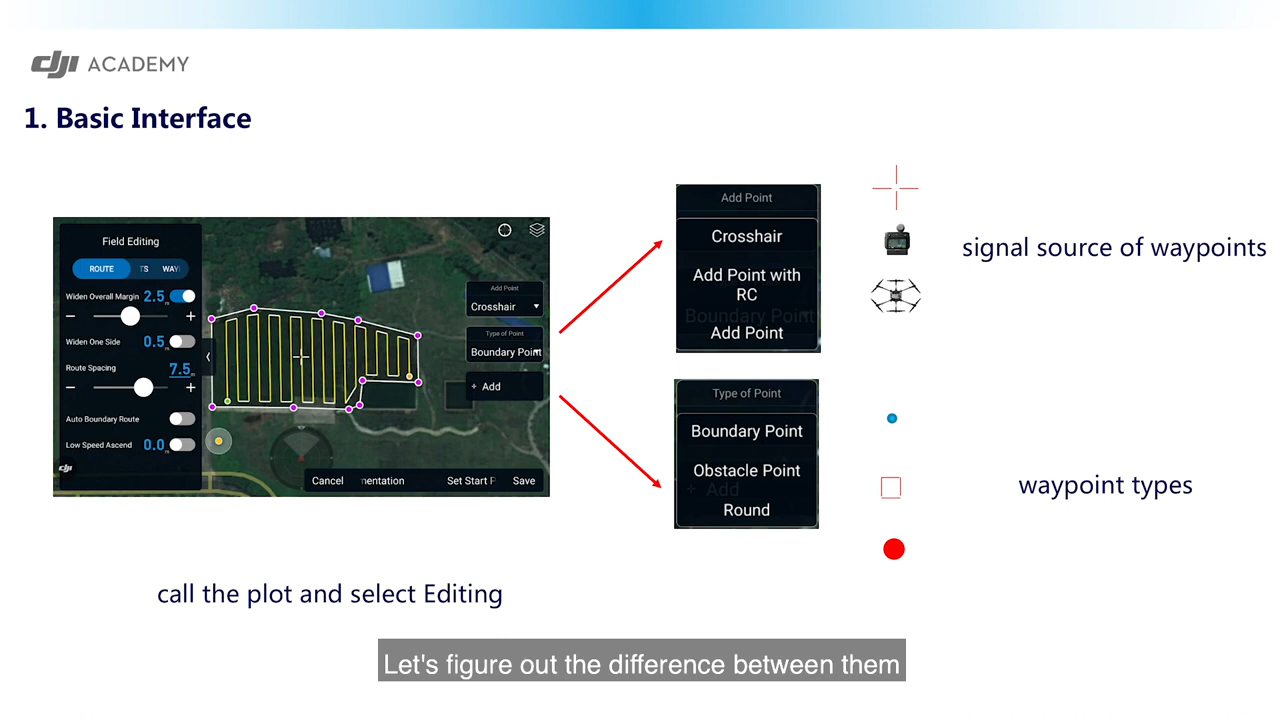 dji ACADEMY
1. Basic Interface
Field Editing
ROUTE TS WAY
Widen Overall Margin 2.5 m
− +
Widen One Side 0.5 m
Route Spacing 7.5 m
− +
Auto Boundary Route
Low Speed Ascend 0.0 m
dji
Add Point
Crosshair
Type of Point
Boundary Point
+ Add
Cancel
nentation
Set Start P
Save
call the plot and select Editing
Add Point
Crosshair
Add Point with
RC
Boundary Point
Add Point
signal source of waypoints
Type of Point
Boundary Point
Obstacle Point
+ Add
Round
waypoint types
Let's figure out the difference between them